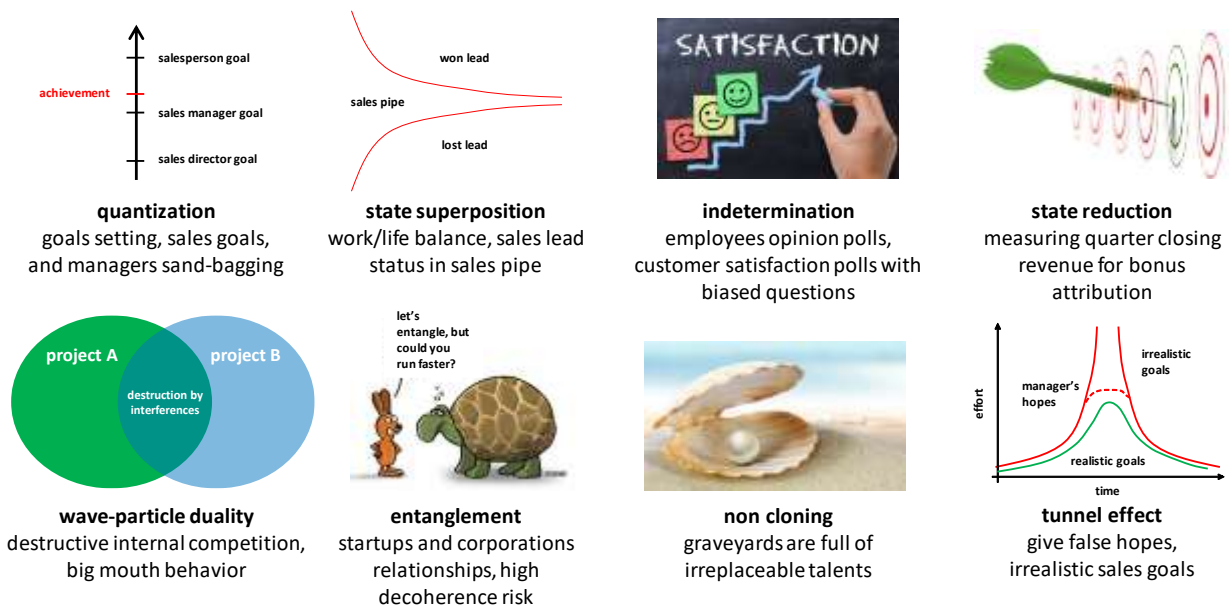 salesperson goal
achievement
sales manager goal
sales director goal
quantization
goals setting, sales goals,
and managers sand-bagging
won lead
sales pipe
lost lead
state superposition
work/life balance, sales lead
status in sales pipe
SATISFACTION
indetermination
employees opinion polls,
customer satisfaction polls with
biased questions
state reduction
measuring quarter closing
revenue for bonus
attribution
project A
project B
destruction by
interferences
wave-particle duality
destructive internal competition,
big mouth behavior
let's
entangle, but
could you
run faster?
entanglement
startups and corporations
relationships, high
decoherence risk
non cloning
graveyards are full of
irreplaceable talents
effort
irrealistic
goals
manager's
hopes
realistic goals
time
tunnel effect
give false hopes,
irrealistic sales goals